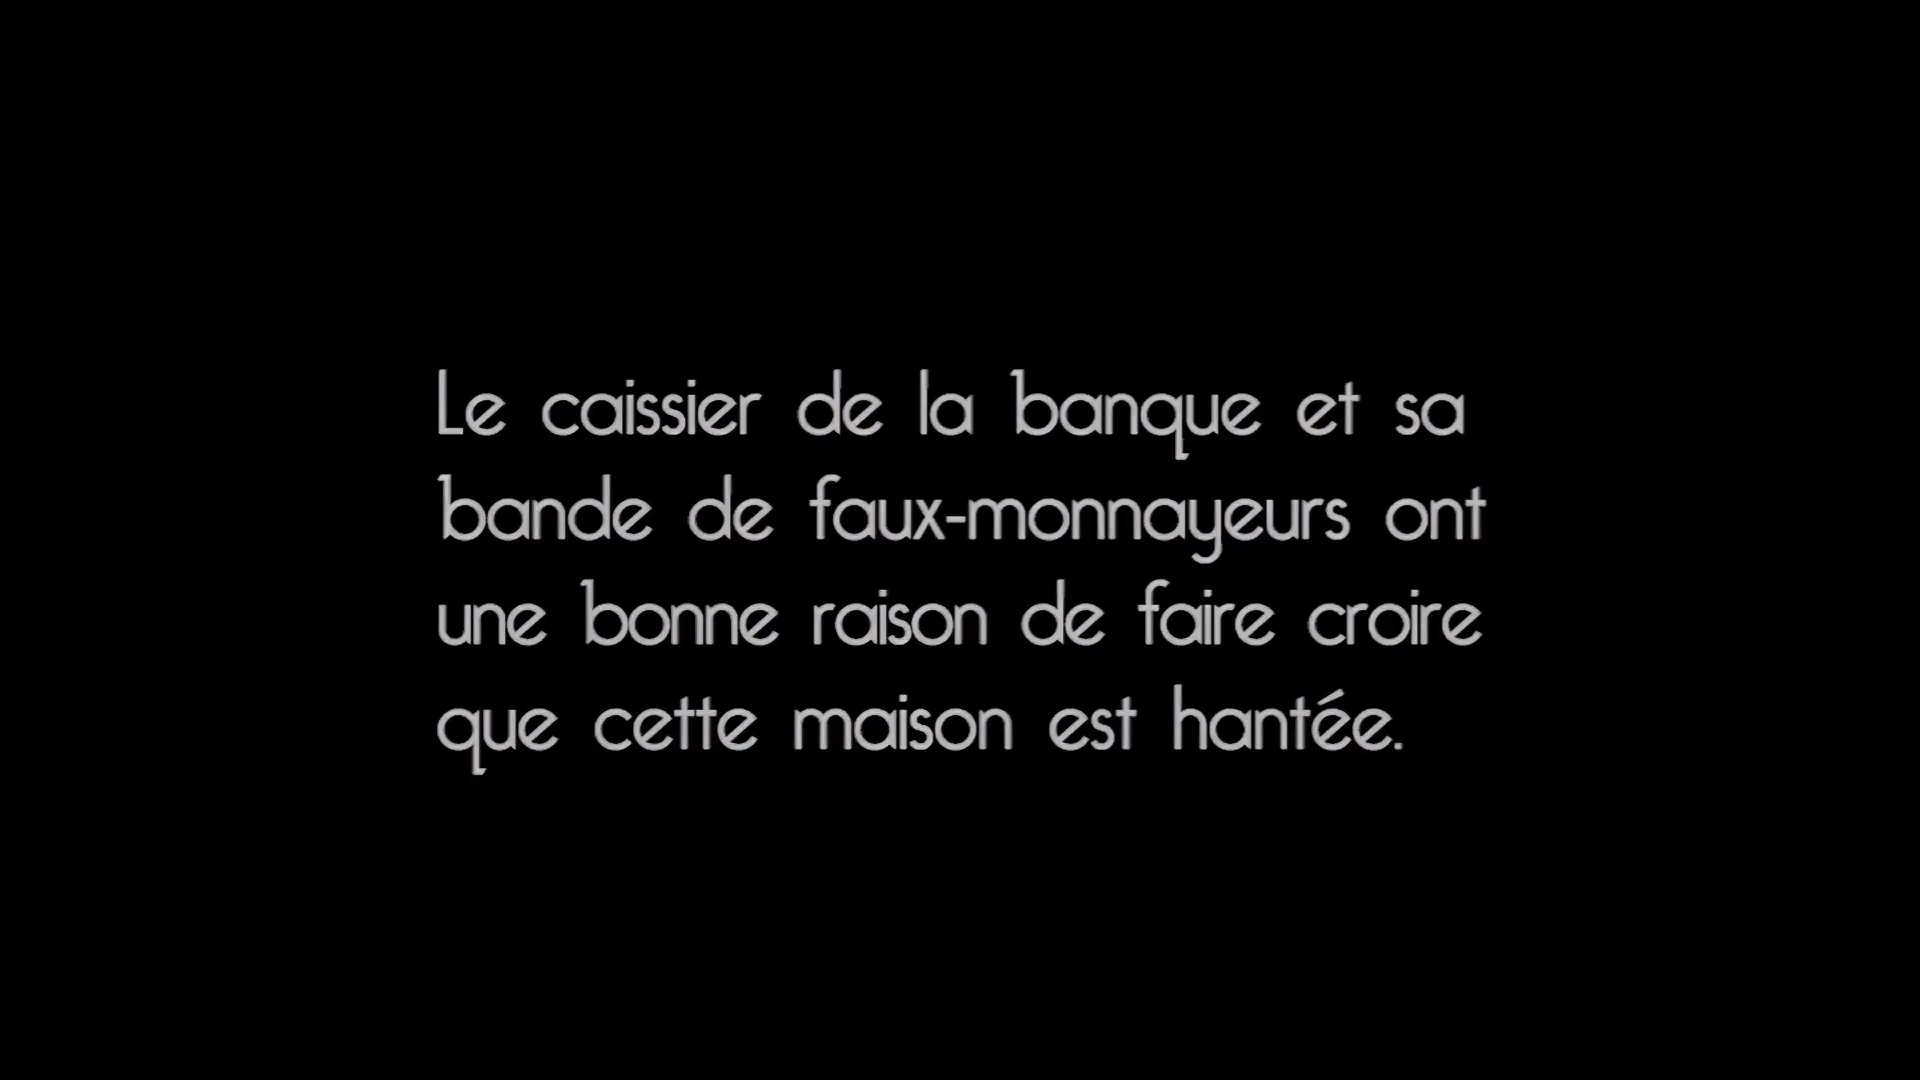 Le caissier de la banque et sa
bande de faux-monnayeurs ont
une bonne raison de faire croire
que cette maison est hantée.